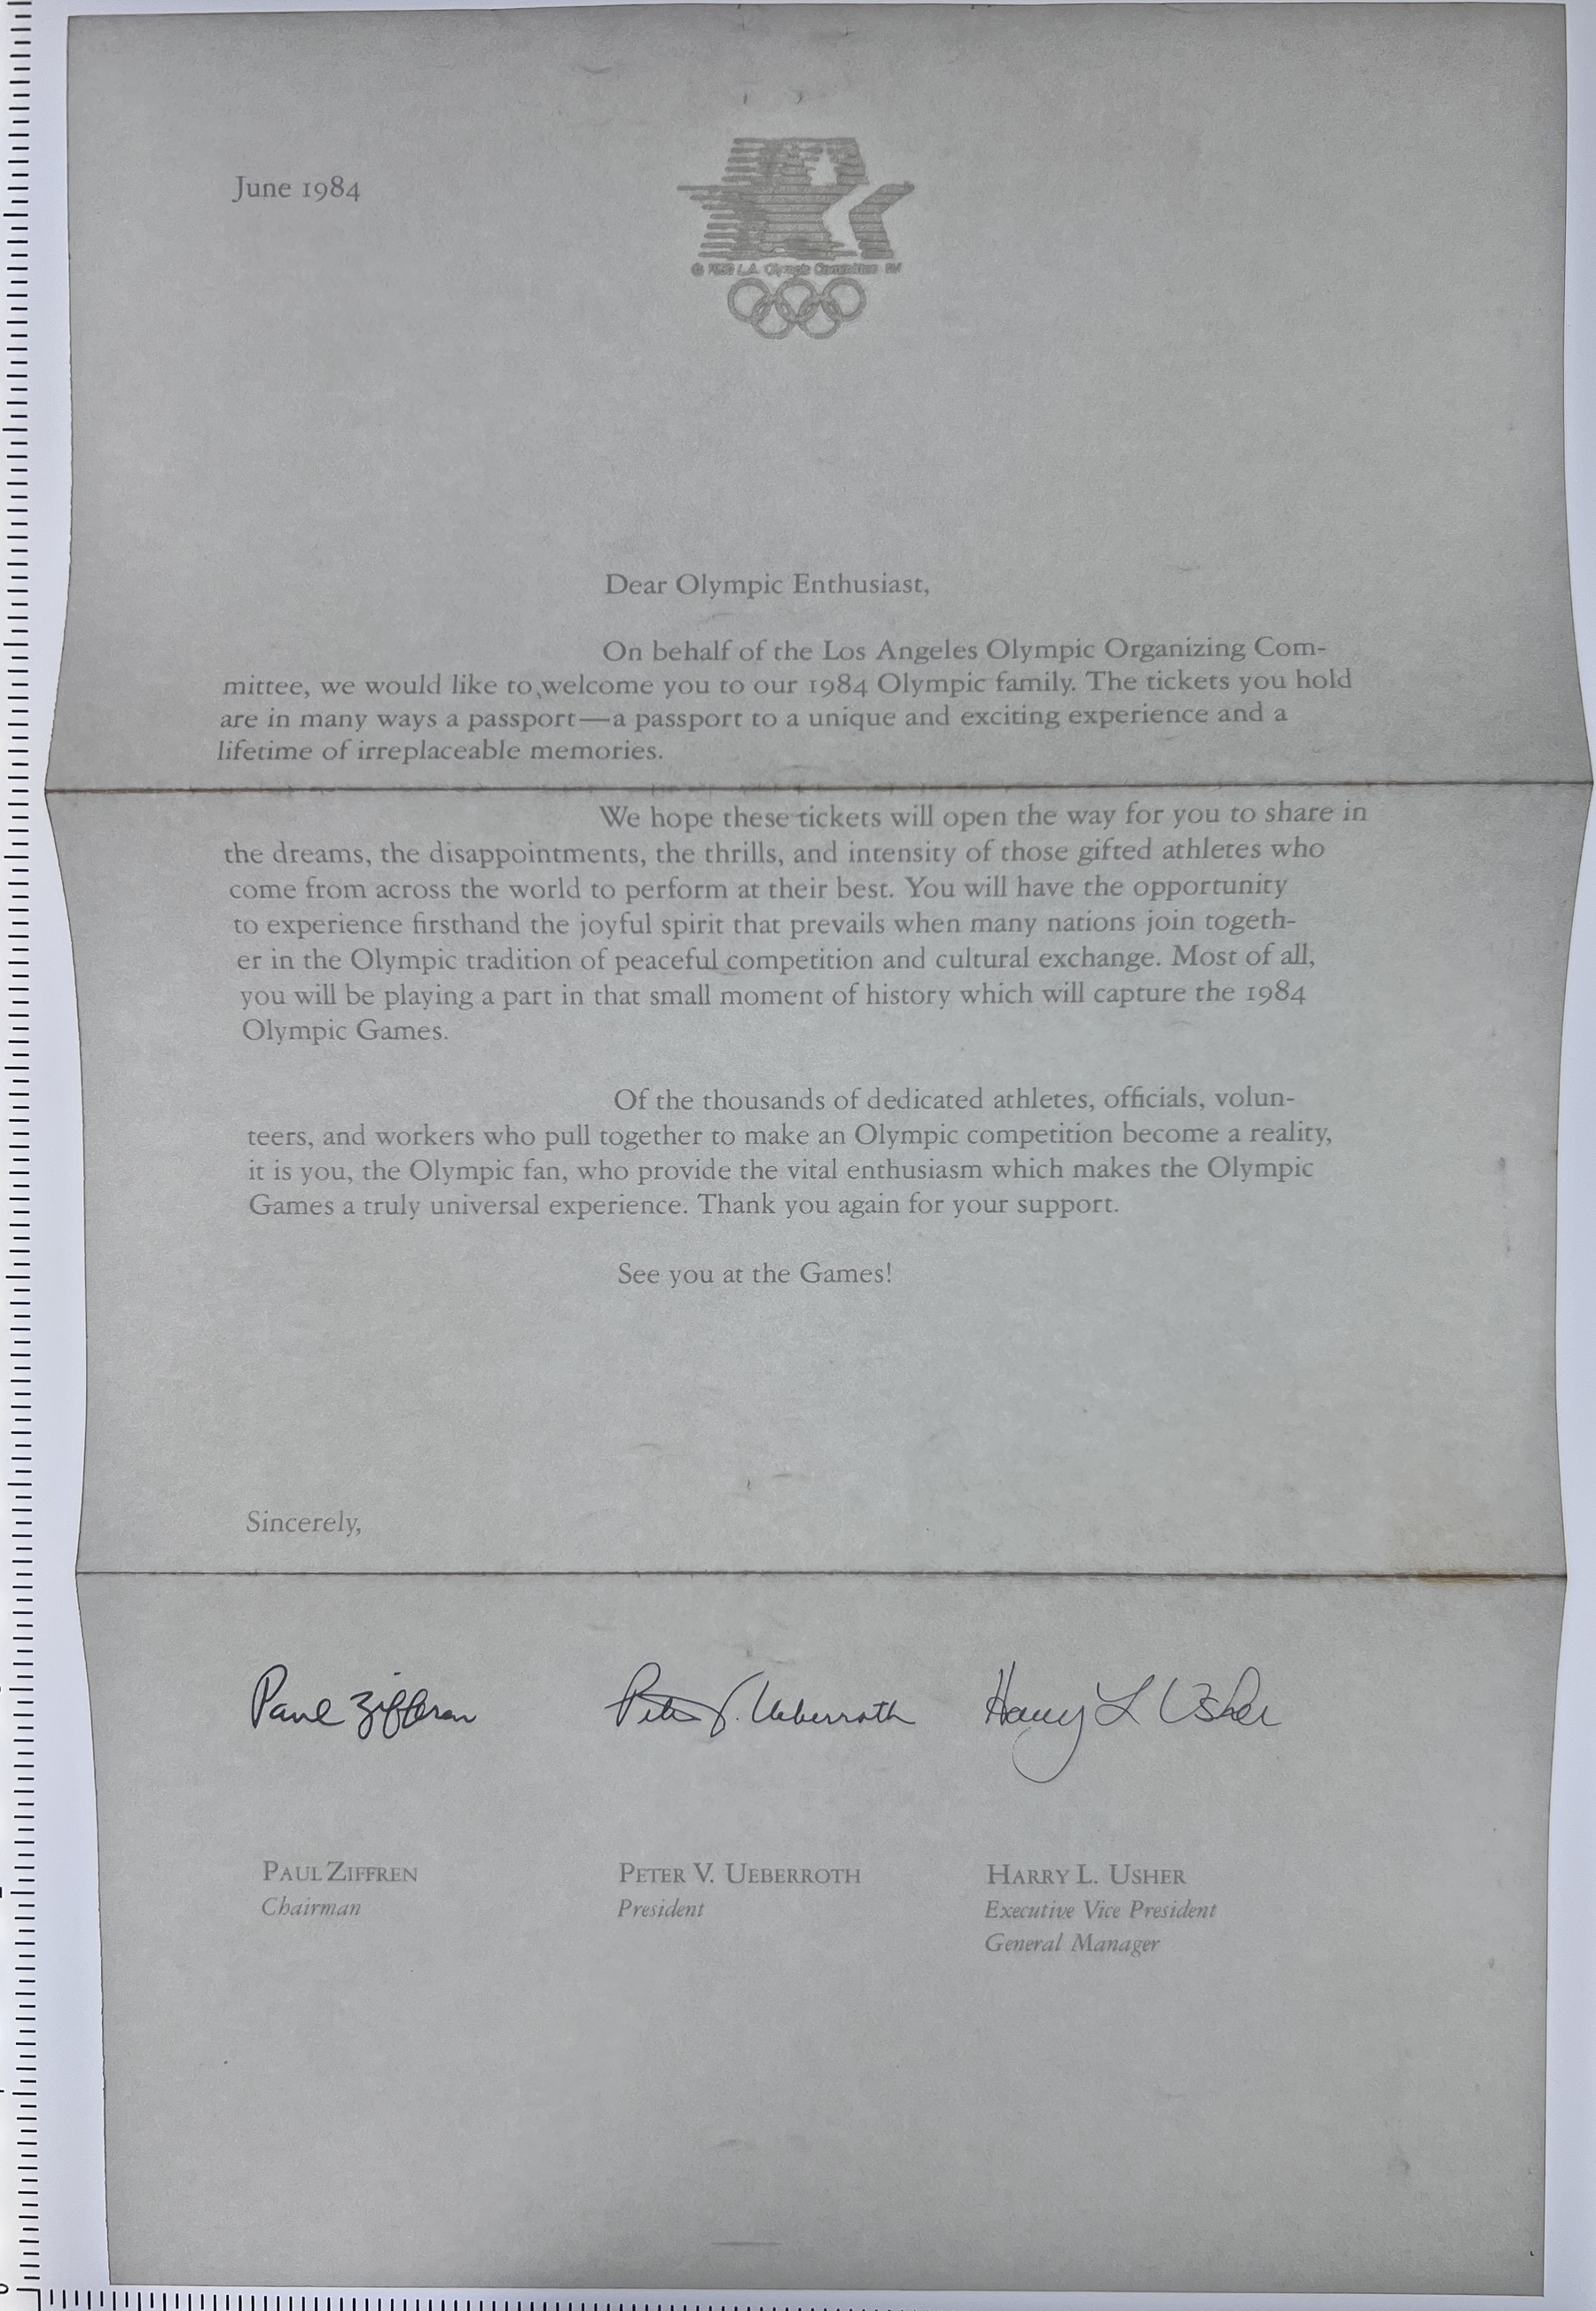 June 1984
L.A. Olympic Committee
Dear Olympic Enthusiast,
On behalf of the Los Angeles Olympic Organizing Com-
mittee, we would like to welcome you to our 1984 Olympic family. The tickets you hold
are in many ways a passport—a passport to a unique and exciting experience and a
lifetime of irreplaceable memories.
We hope these tickets will open the way for you to share in
the dreams, the disappointments, the thrills, and intensity of those gifted athletes who
come from across the world to perform at their best. You will have the opportunity
to experience firsthand the joyful spirit that prevails when many nations join togeth-
er in the Olympic tradition of peaceful competition and cultural exchange. Most of all,
you will be playing a part in that small moment of history which will capture the 1984
Olympic Games.
Of the thousands of dedicated athletes, officials, volun-
teers, and workers who pull together to make an Olympic competition become a reality,
it is you, the Olympic fan, who provide the vital enthusiasm which makes the Olympic
Games a truly universal experience. Thank you again for your support.
See you at the Games!
Sincerely,
Paul Ziffren Peter V. Ueberroth Harry L Usher
PAUL ZIFFREN PETER V. UEBERROTH HARRY L. USHER
Chairman President Executive Vice President
General Manager